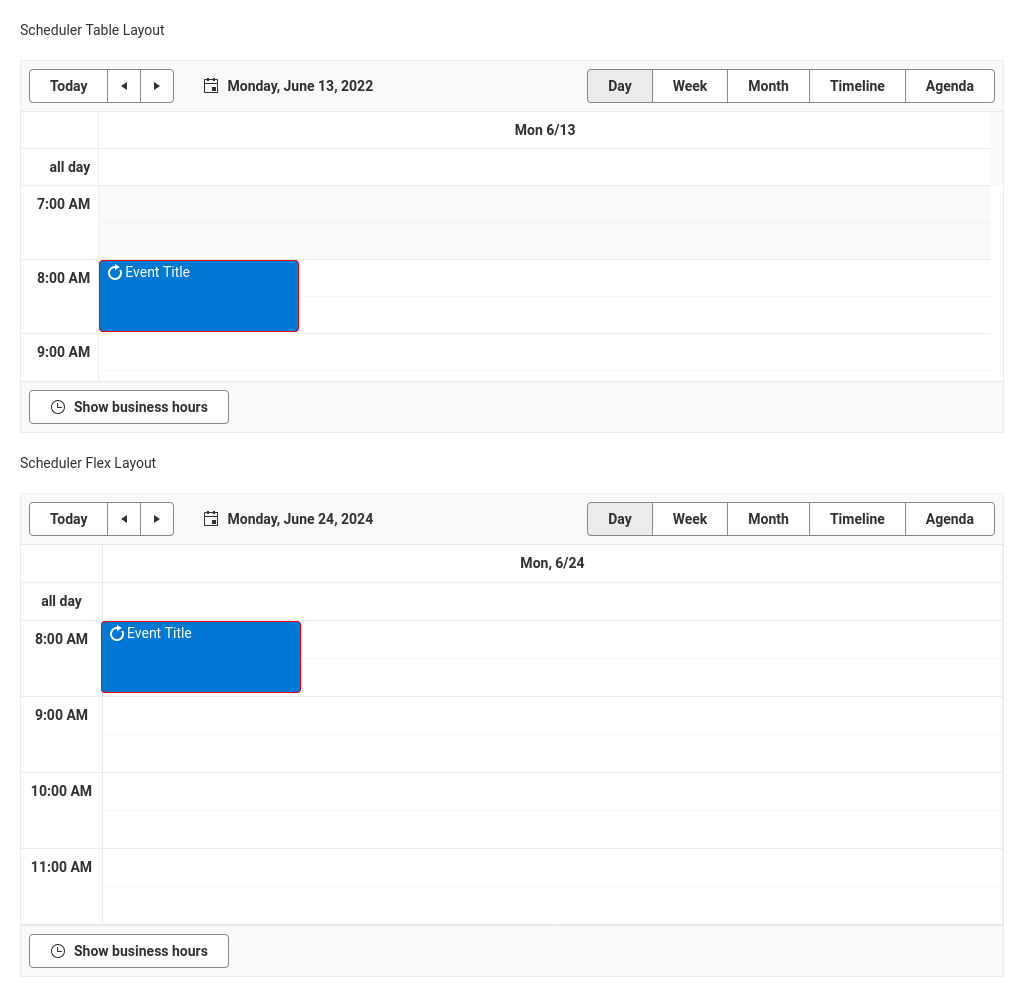 Scheduler Table Layout
Today Monday, June 13, 2022 Day Week Month Timeline Agenda
Mon 6/13
all day
7:00 AM
8:00 AM Event Title
9:00 AM
Show business hours
Scheduler Flex Layout
Today Monday, June 24, 2024 Day Week Month Timeline Agenda
Mon, 6/24
all day
8:00 AM Event Title
9:00 AM
10:00 AM
11:00 AM
Show business hours